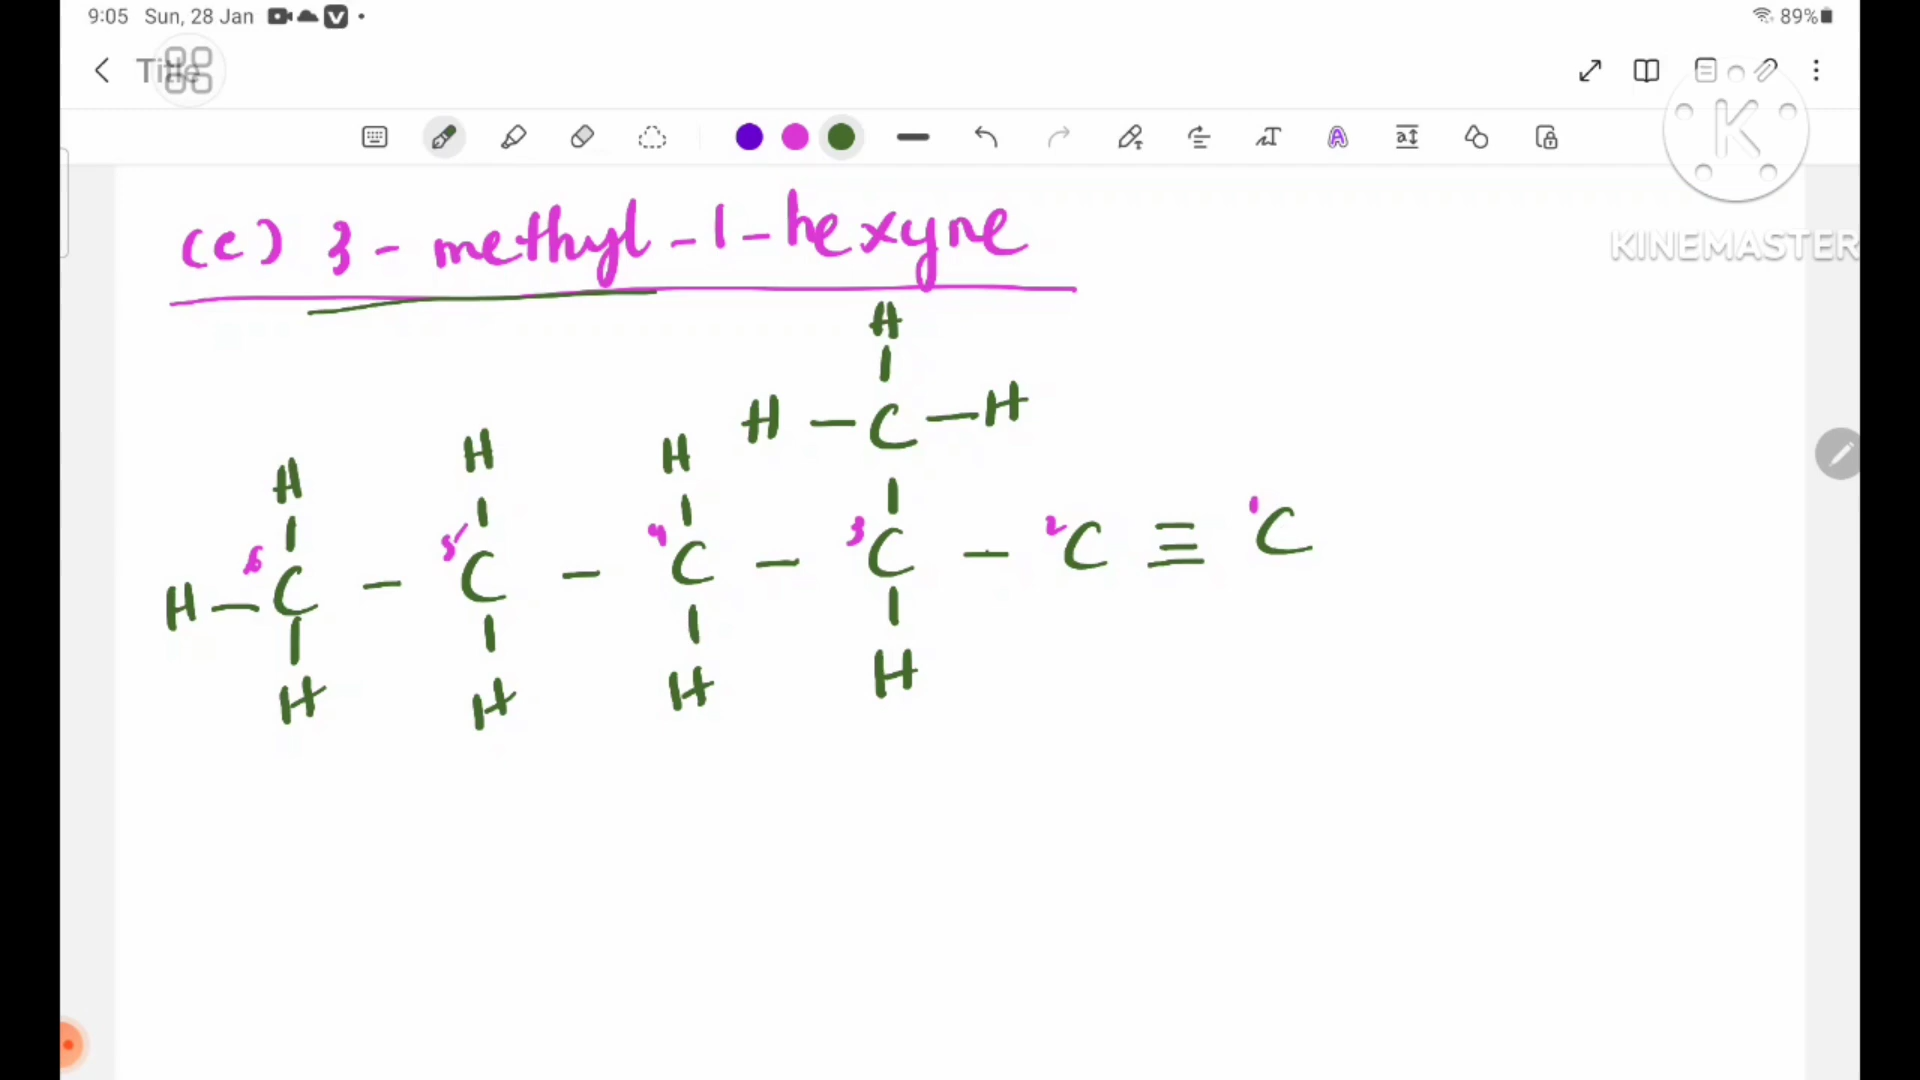 9:05 Sun, 28 Jan V 89%
Title
K
KINEMASTER
(c) 3 - methyl - 1 - hexyne
H
H - C - H
H H H
6 5 4 3 2 1
H - C - C - C - C - C ≡ C
H H H H